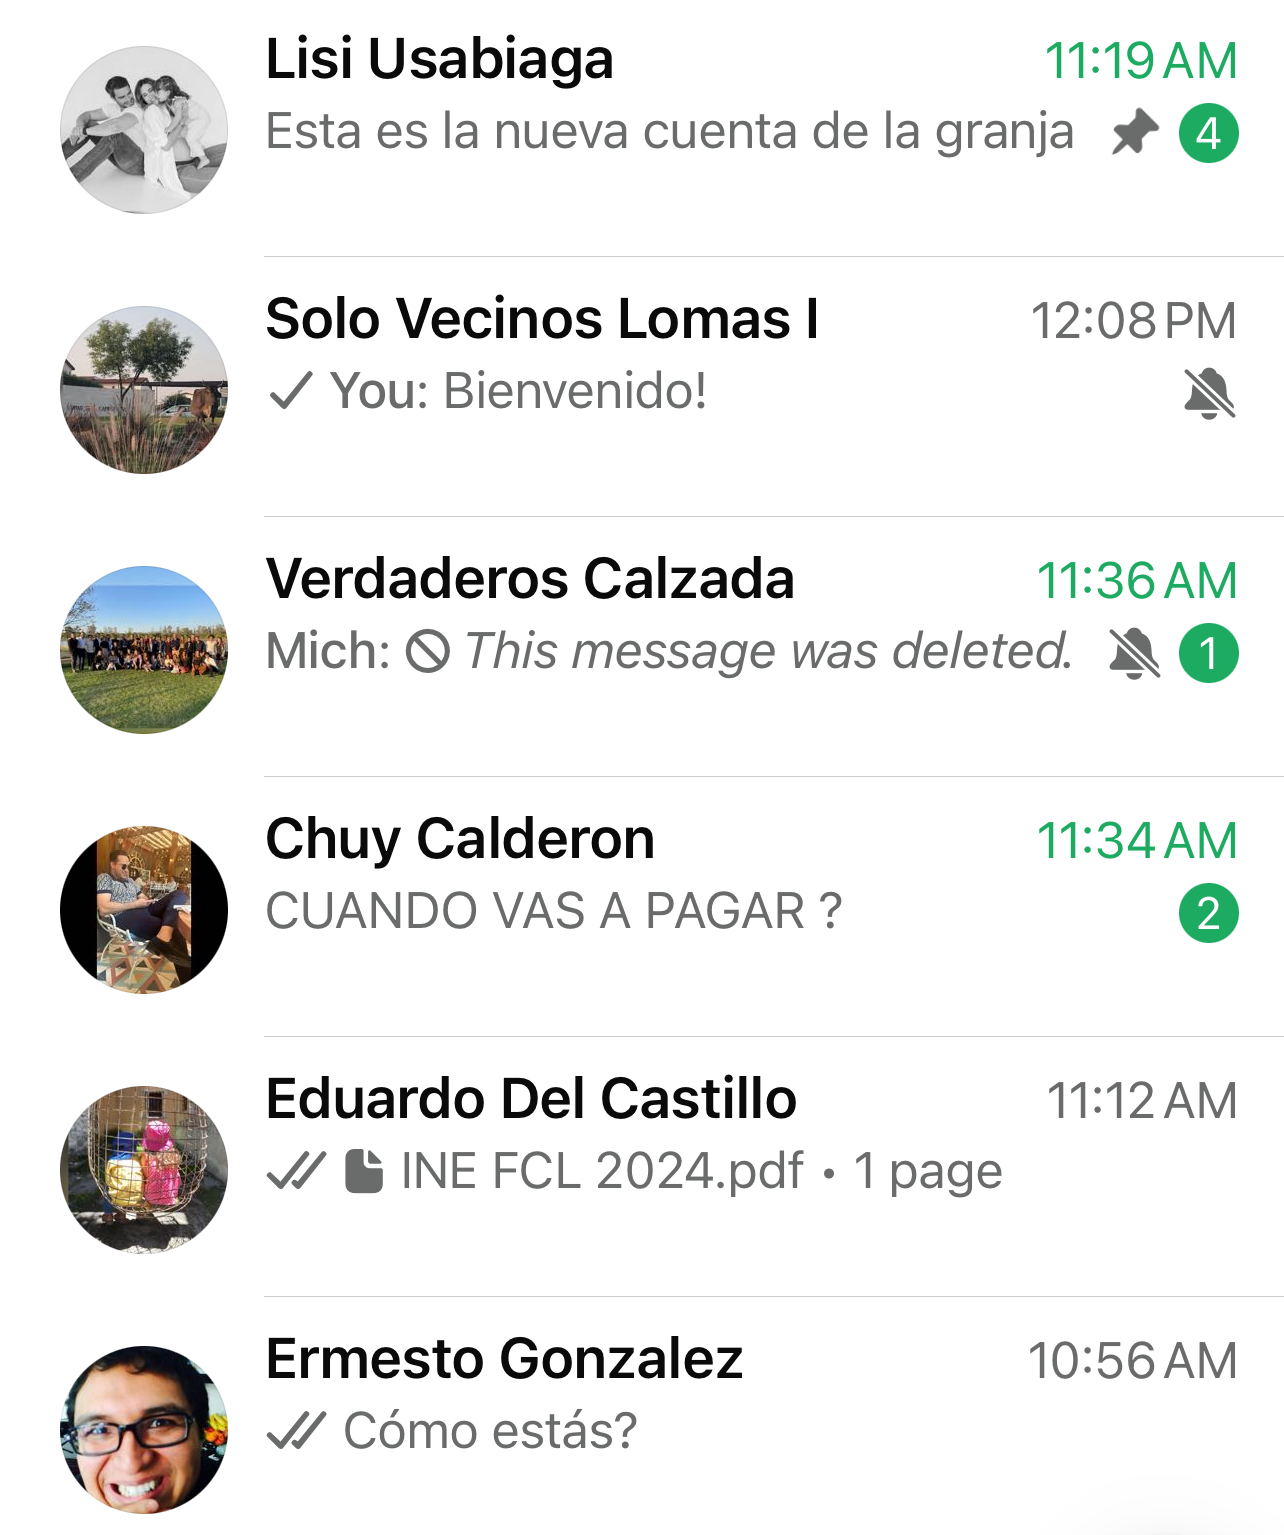 Lisi Usabiaga
11:19 AM
Esta es la nueva cuenta de la granja
4
Solo Vecinos Lomas I
12:08 PM
You: Bienvenido!
Verdaderos Calzada
11:36 AM
Mich: This message was deleted.
1
Chuy Calderon
11:34 AM
CUANDO VAS A PAGAR ?
2
Eduardo Del Castillo
11:12 AM
INE FCL 2024.pdf • 1 page
Ermesto Gonzalez
10:56 AM
Cómo estás?